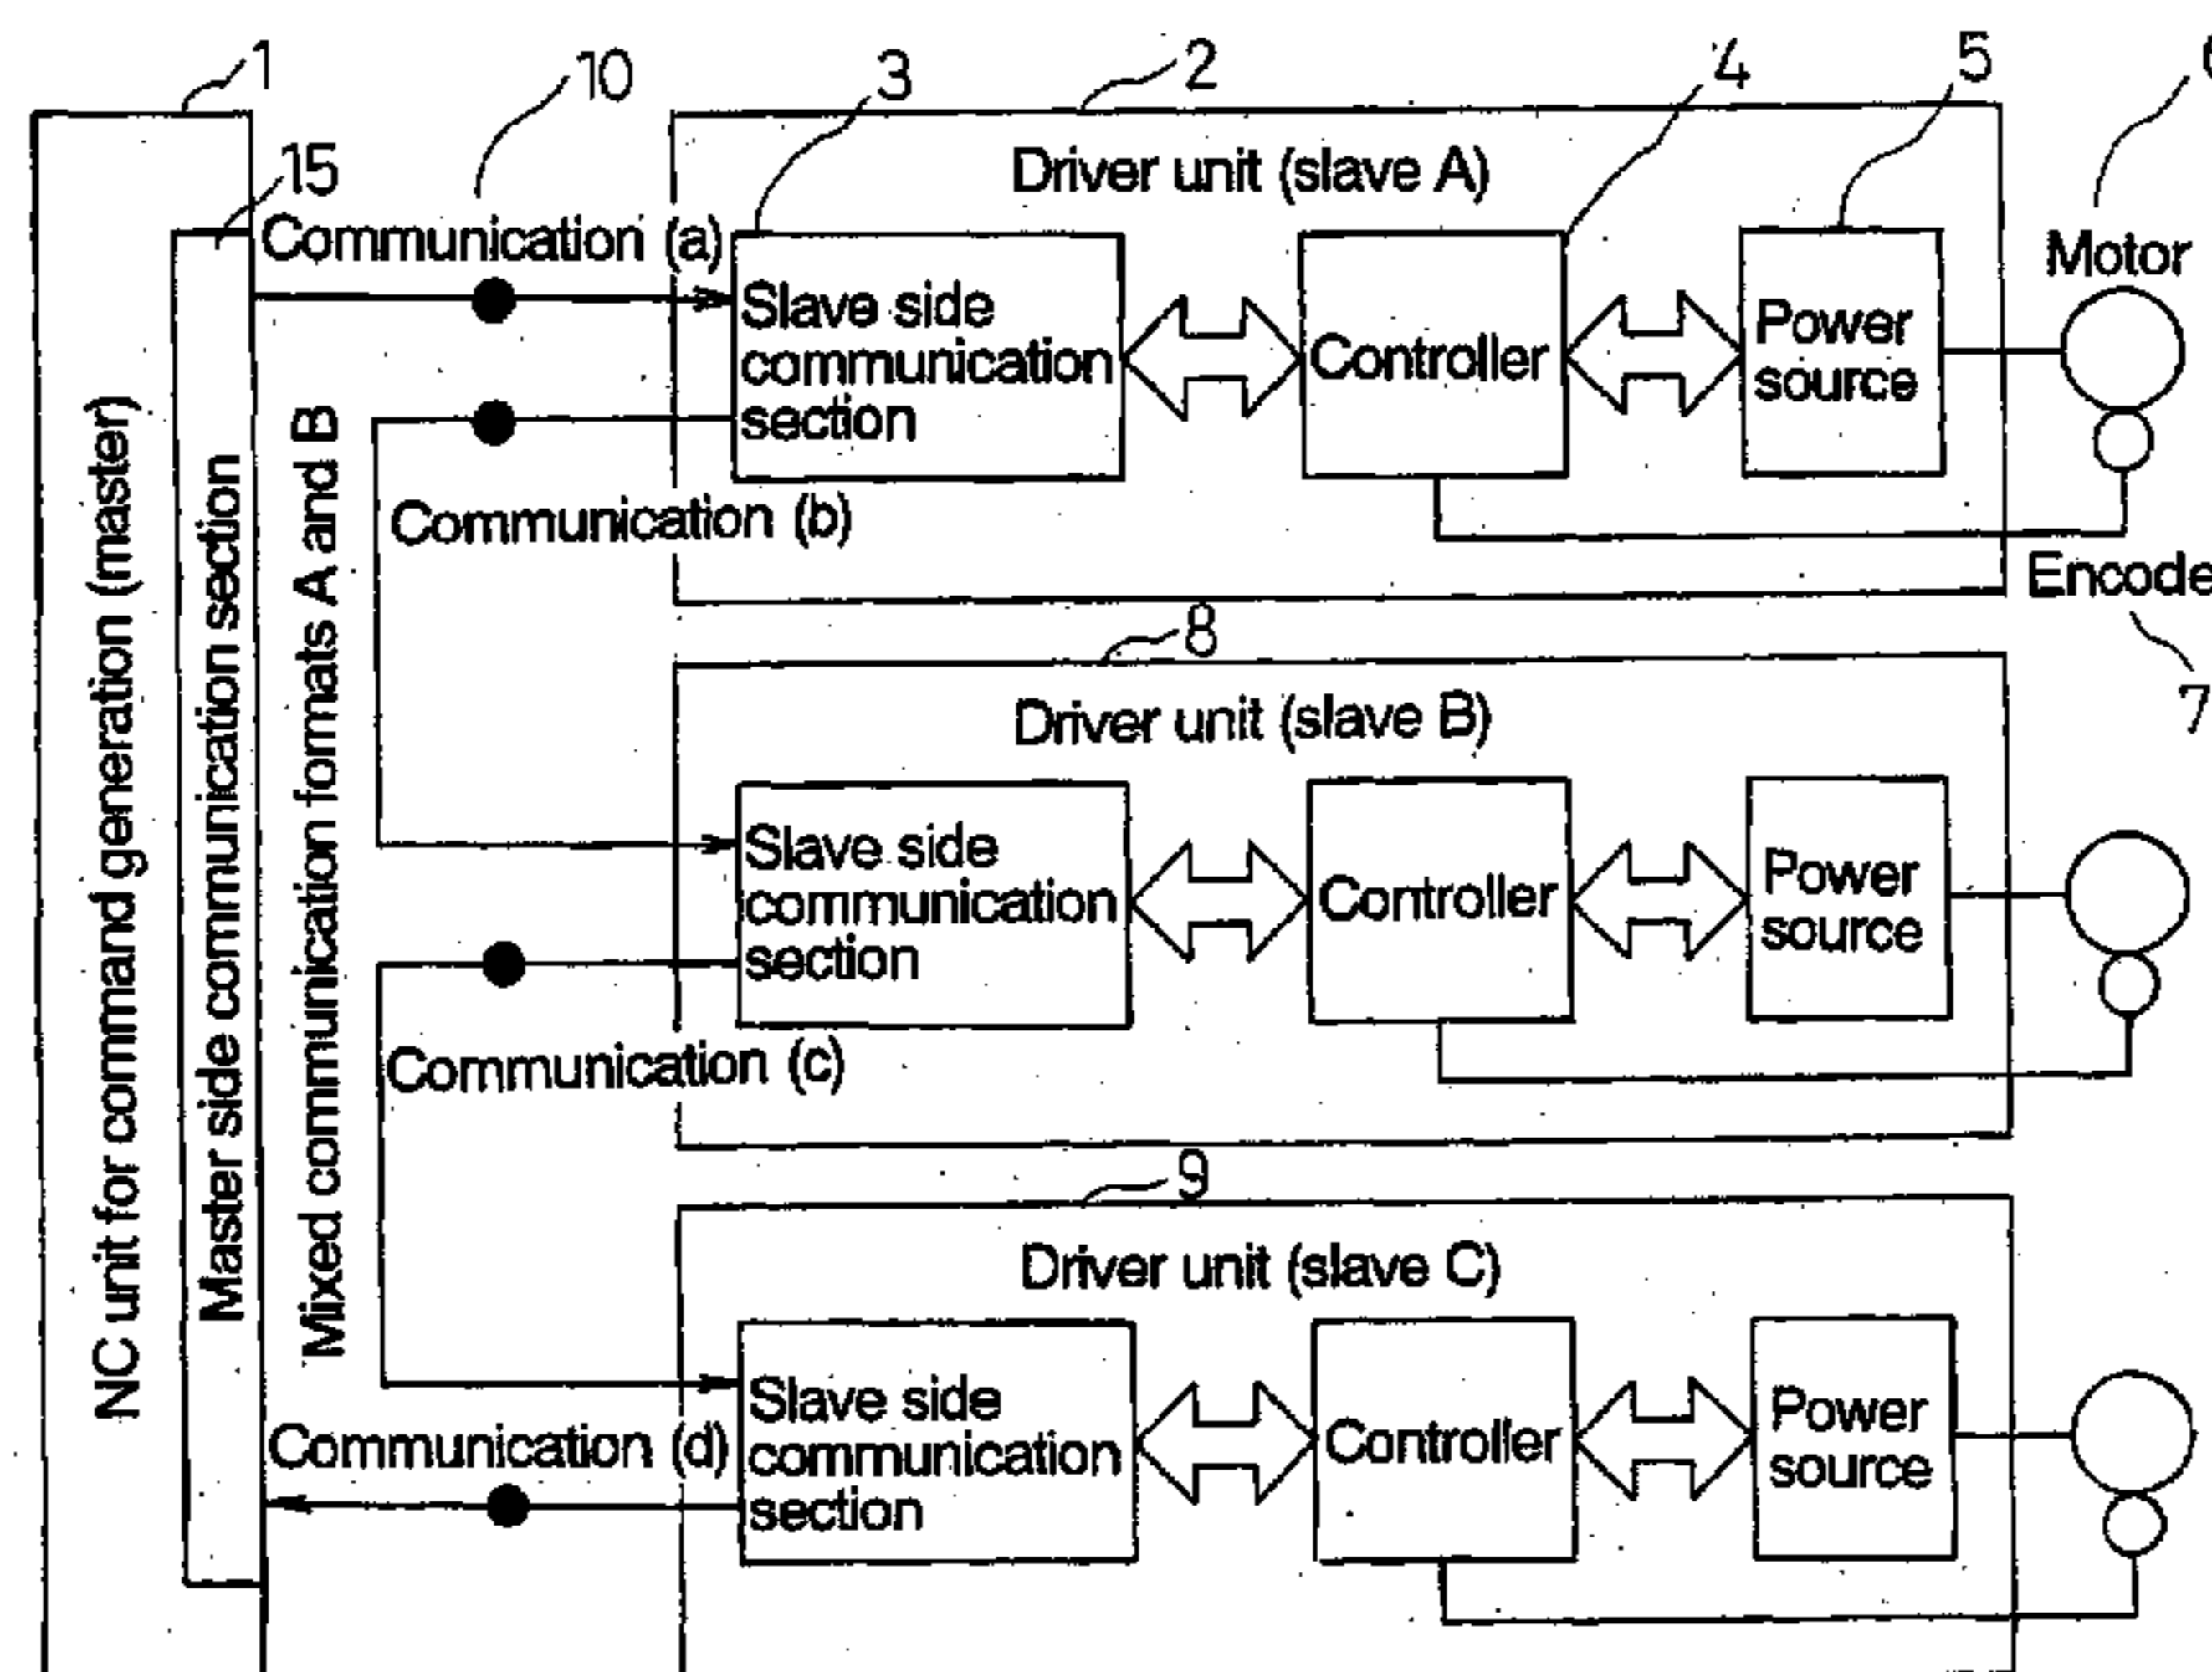 1
10
3
2
4
5
6
15
Communication (a)
Driver unit (slave A)
Motor
Slave side
communication
section
Controller
Power
source
Communication (b)
Encode
7
NC unit for command generation (master)
Master side communication section
Mixed communication formats A and B
8
Driver unit (slave B)
Slave side
communication
section
Controller
Power
source
Communication (c)
9
Driver unit (slave C)
Slave side
communication
section
Controller
Power
source
Communication (d)